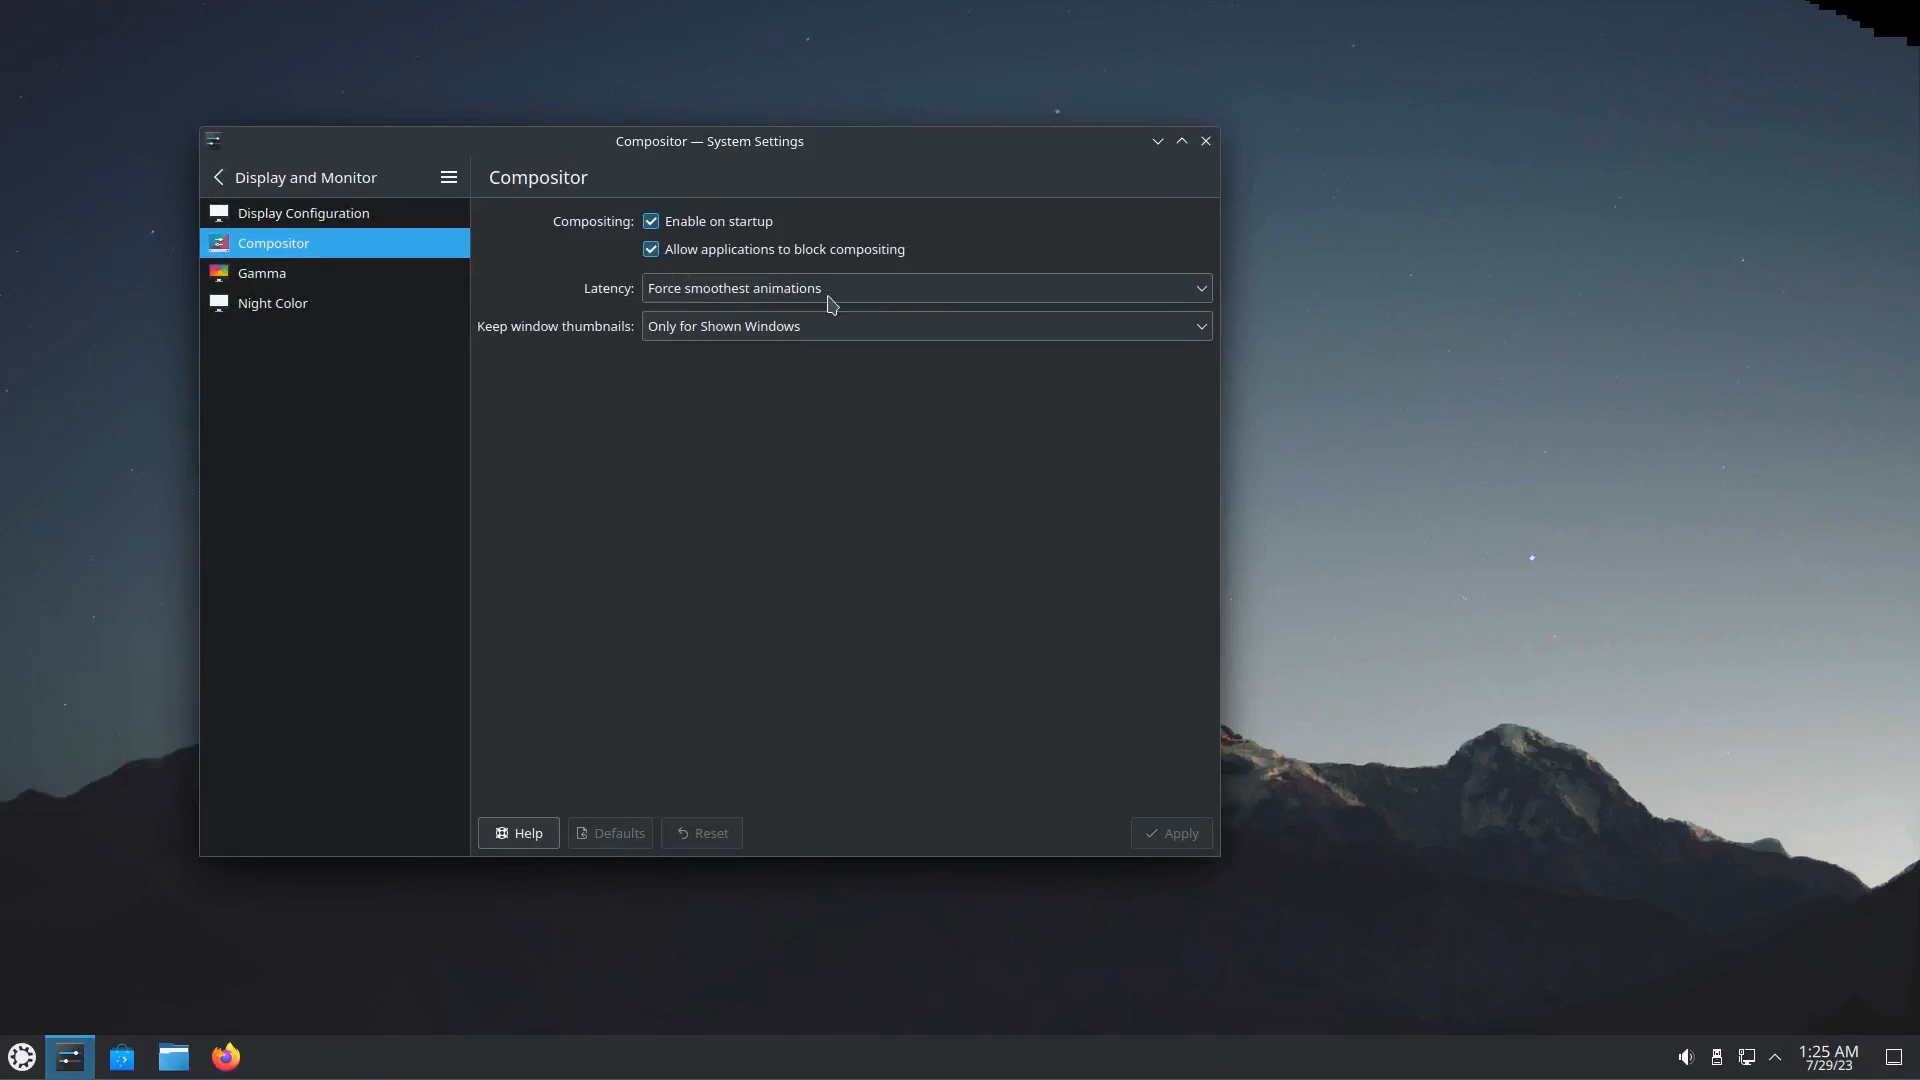 Compositor — System Settings
Display and Monitor
Compositor
Display Configuration
Compositor
Gamma
Night Color
Compositing: Enable on startup
Allow applications to block compositing
Latency: Force smoothest animations
Keep window thumbnails: Only for Shown Windows
Help Defaults Reset Apply
1:25 AM
7/29/23